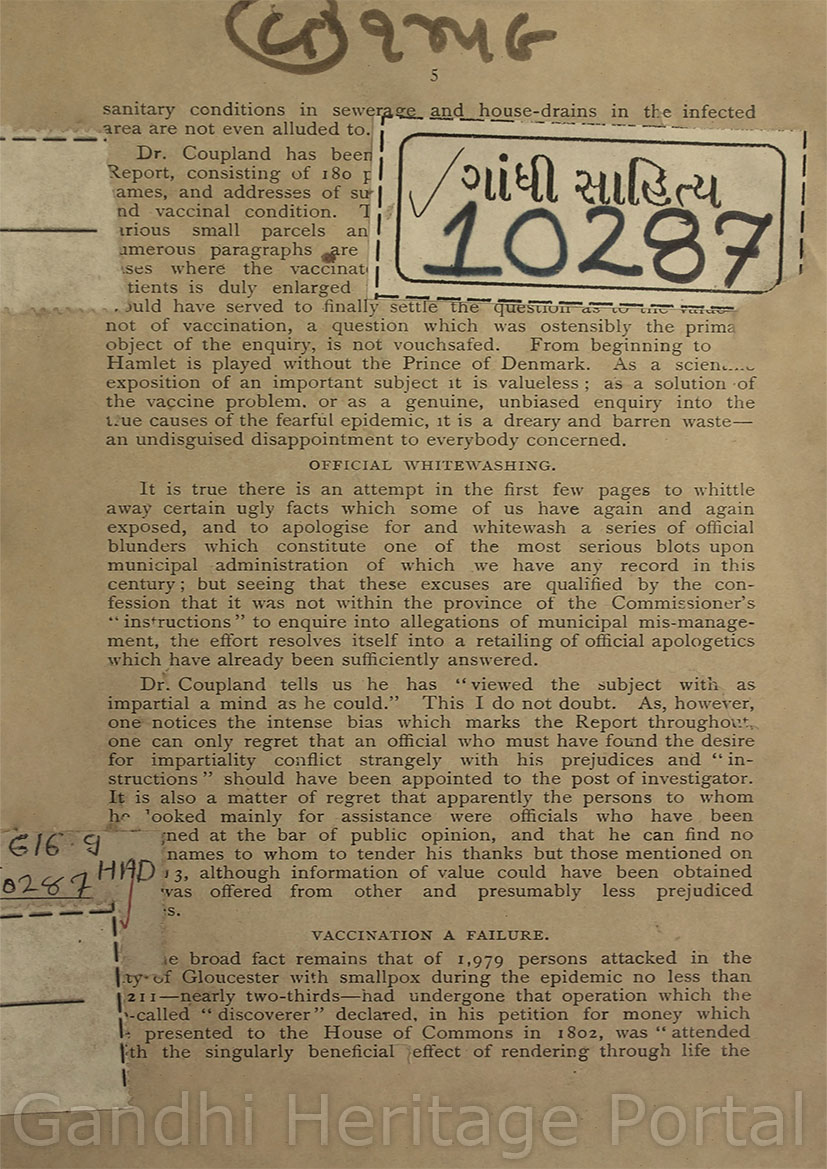 ૧૪૫૮
5
sanitary conditions in sewerage and house-drains in the infected
area are not even alluded to.
Dr. Coupland has been
Report, consisting of 180
ames, and addresses of su
nd vaccinal condition. T
rious small parcels an
umerous paragraphs are
ses where the vaccinat
tients is duly enlarged
ould have served to finally settle the question as to the value
not of vaccination, a question which was ostensibly the prima
object of the enquiry, is not vouchsafed. From beginning to
Hamlet is played without the Prince of Denmark. As a scien
exposition of an important subject it is valueless; as a solution of
the vaccine problem, or as a genuine, unbiased enquiry into the
true causes of the fearful epidemic, it is a dreary and barren waste—
an undisguised disappointment to everybody concerned.
ગાંધી સાહિત્ય
10287
OFFICIAL WHITEWASHING.
It is true there is an attempt in the first few pages to whittle
away certain ugly facts which some of us have again and again
exposed, and to apologise for and whitewash a series of official
blunders which constitute one of the most serious blots upon
municipal administration of which we have any record in this
century; but seeing that these excuses are qualified by the con-
fession that it was not within the province of the Commissioner's
"instructions" to enquire into allegations of municipal mis-manage-
ment, the effort resolves itself into a retailing of official apologetics
which have already been sufficiently answered.
Dr. Coupland tells us he has "viewed the subject with as
impartial a mind as he could." This I do not doubt. As, however,
one notices the intense bias which marks the Report throughout,
one can only regret that an official who must have found the desire
for impartiality conflict strangely with his prejudices and "in-
structions" should have been appointed to the post of investigator.
It is also a matter of regret that apparently the persons to whom
he looked mainly for assistance were officials who have been
gned at the bar of public opinion, and that he can find no
names to whom to tender his thanks but those mentioned on
13, although information of value could have been obtained
was offered from other and presumably less prejudiced
s.
616
0287
HAD
VACCINATION A FAILURE.
e broad fact remains that of 1,979 persons attacked in the
ty of Gloucester with smallpox during the epidemic no less than
211—nearly two-thirds—had undergone that operation which the
-called "discoverer" declared, in his petition for money which
presented to the House of Commons in 1802, was "attended
th the singularly beneficial effect of rendering through life the
Gandhi Heritage Portal